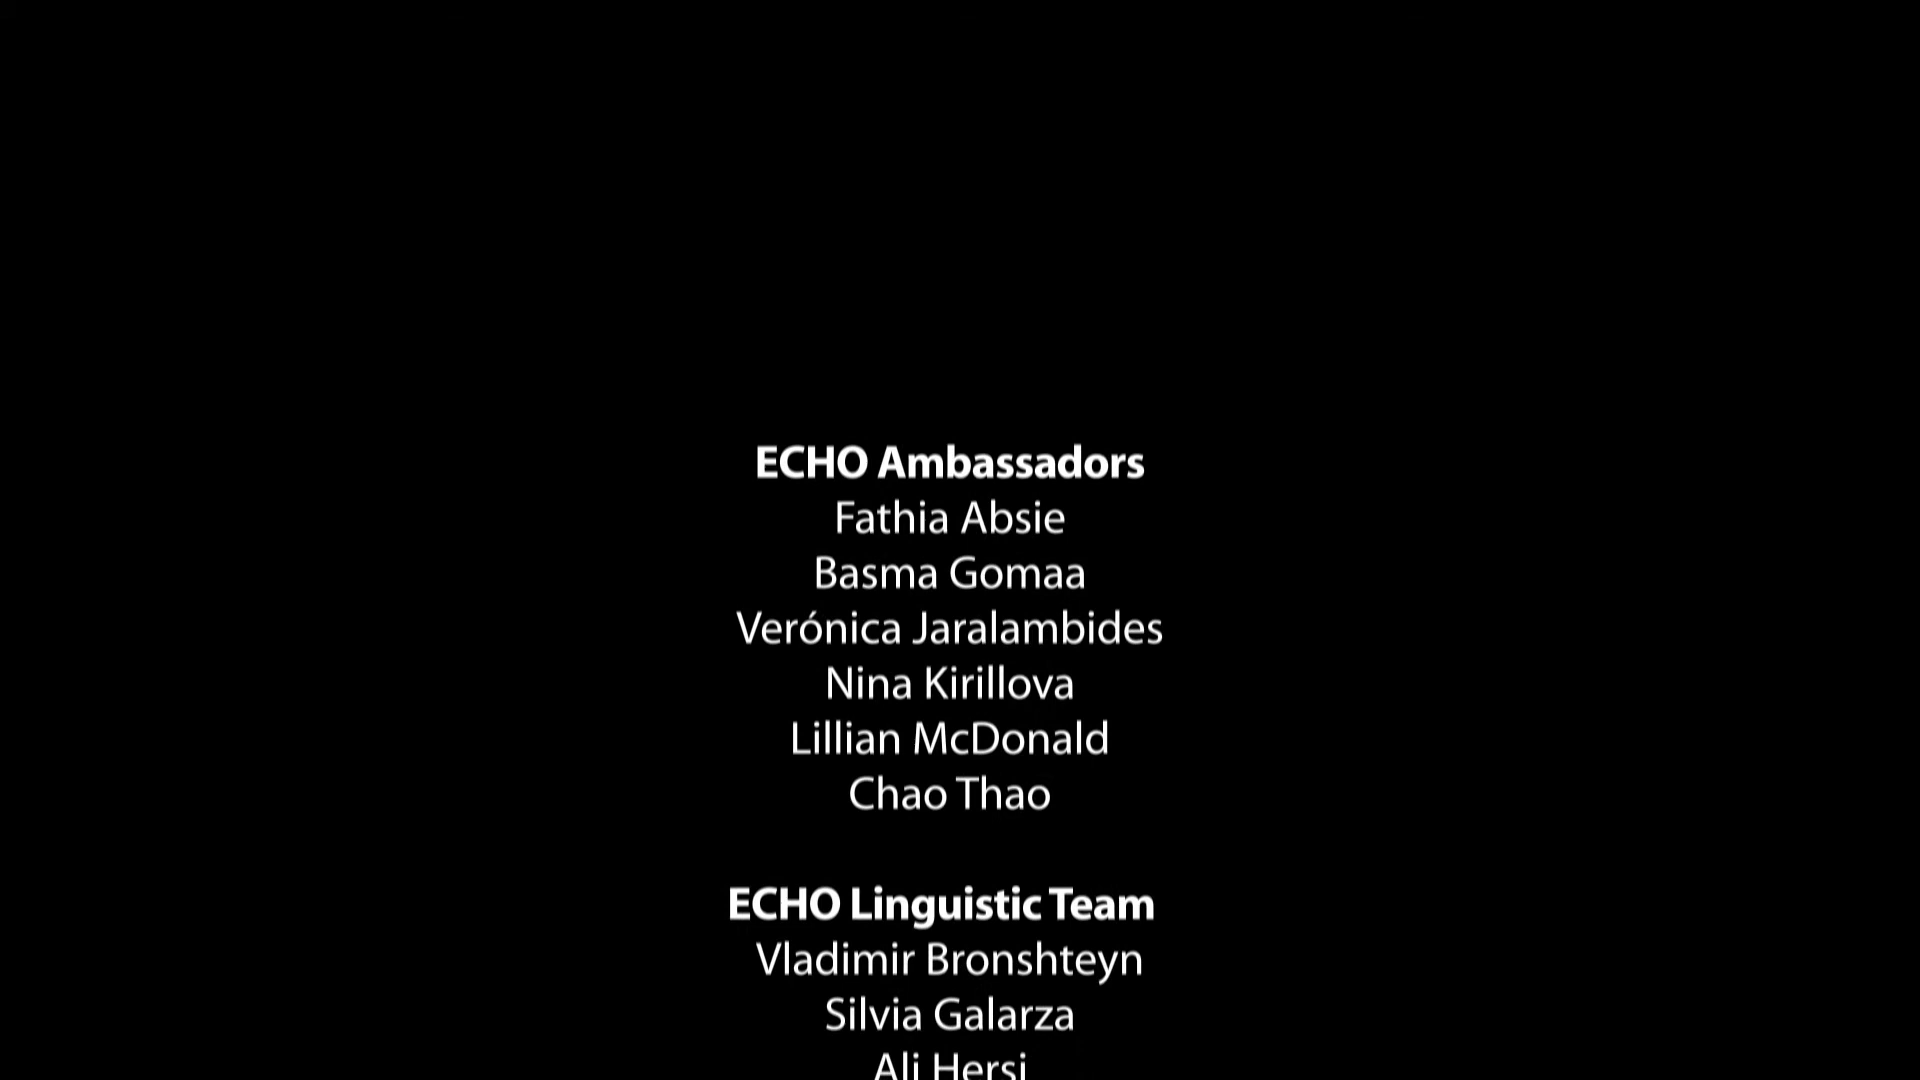 ECHO Ambassadors
Fathia Absie
Basma Gomaa
Verónica Jaralambides
Nina Kirillova
Lillian McDonald
Chao Thao
ECHO Linguistic Team
Vladimir Bronshteyn
Silvia Galarza
Ali Hersi